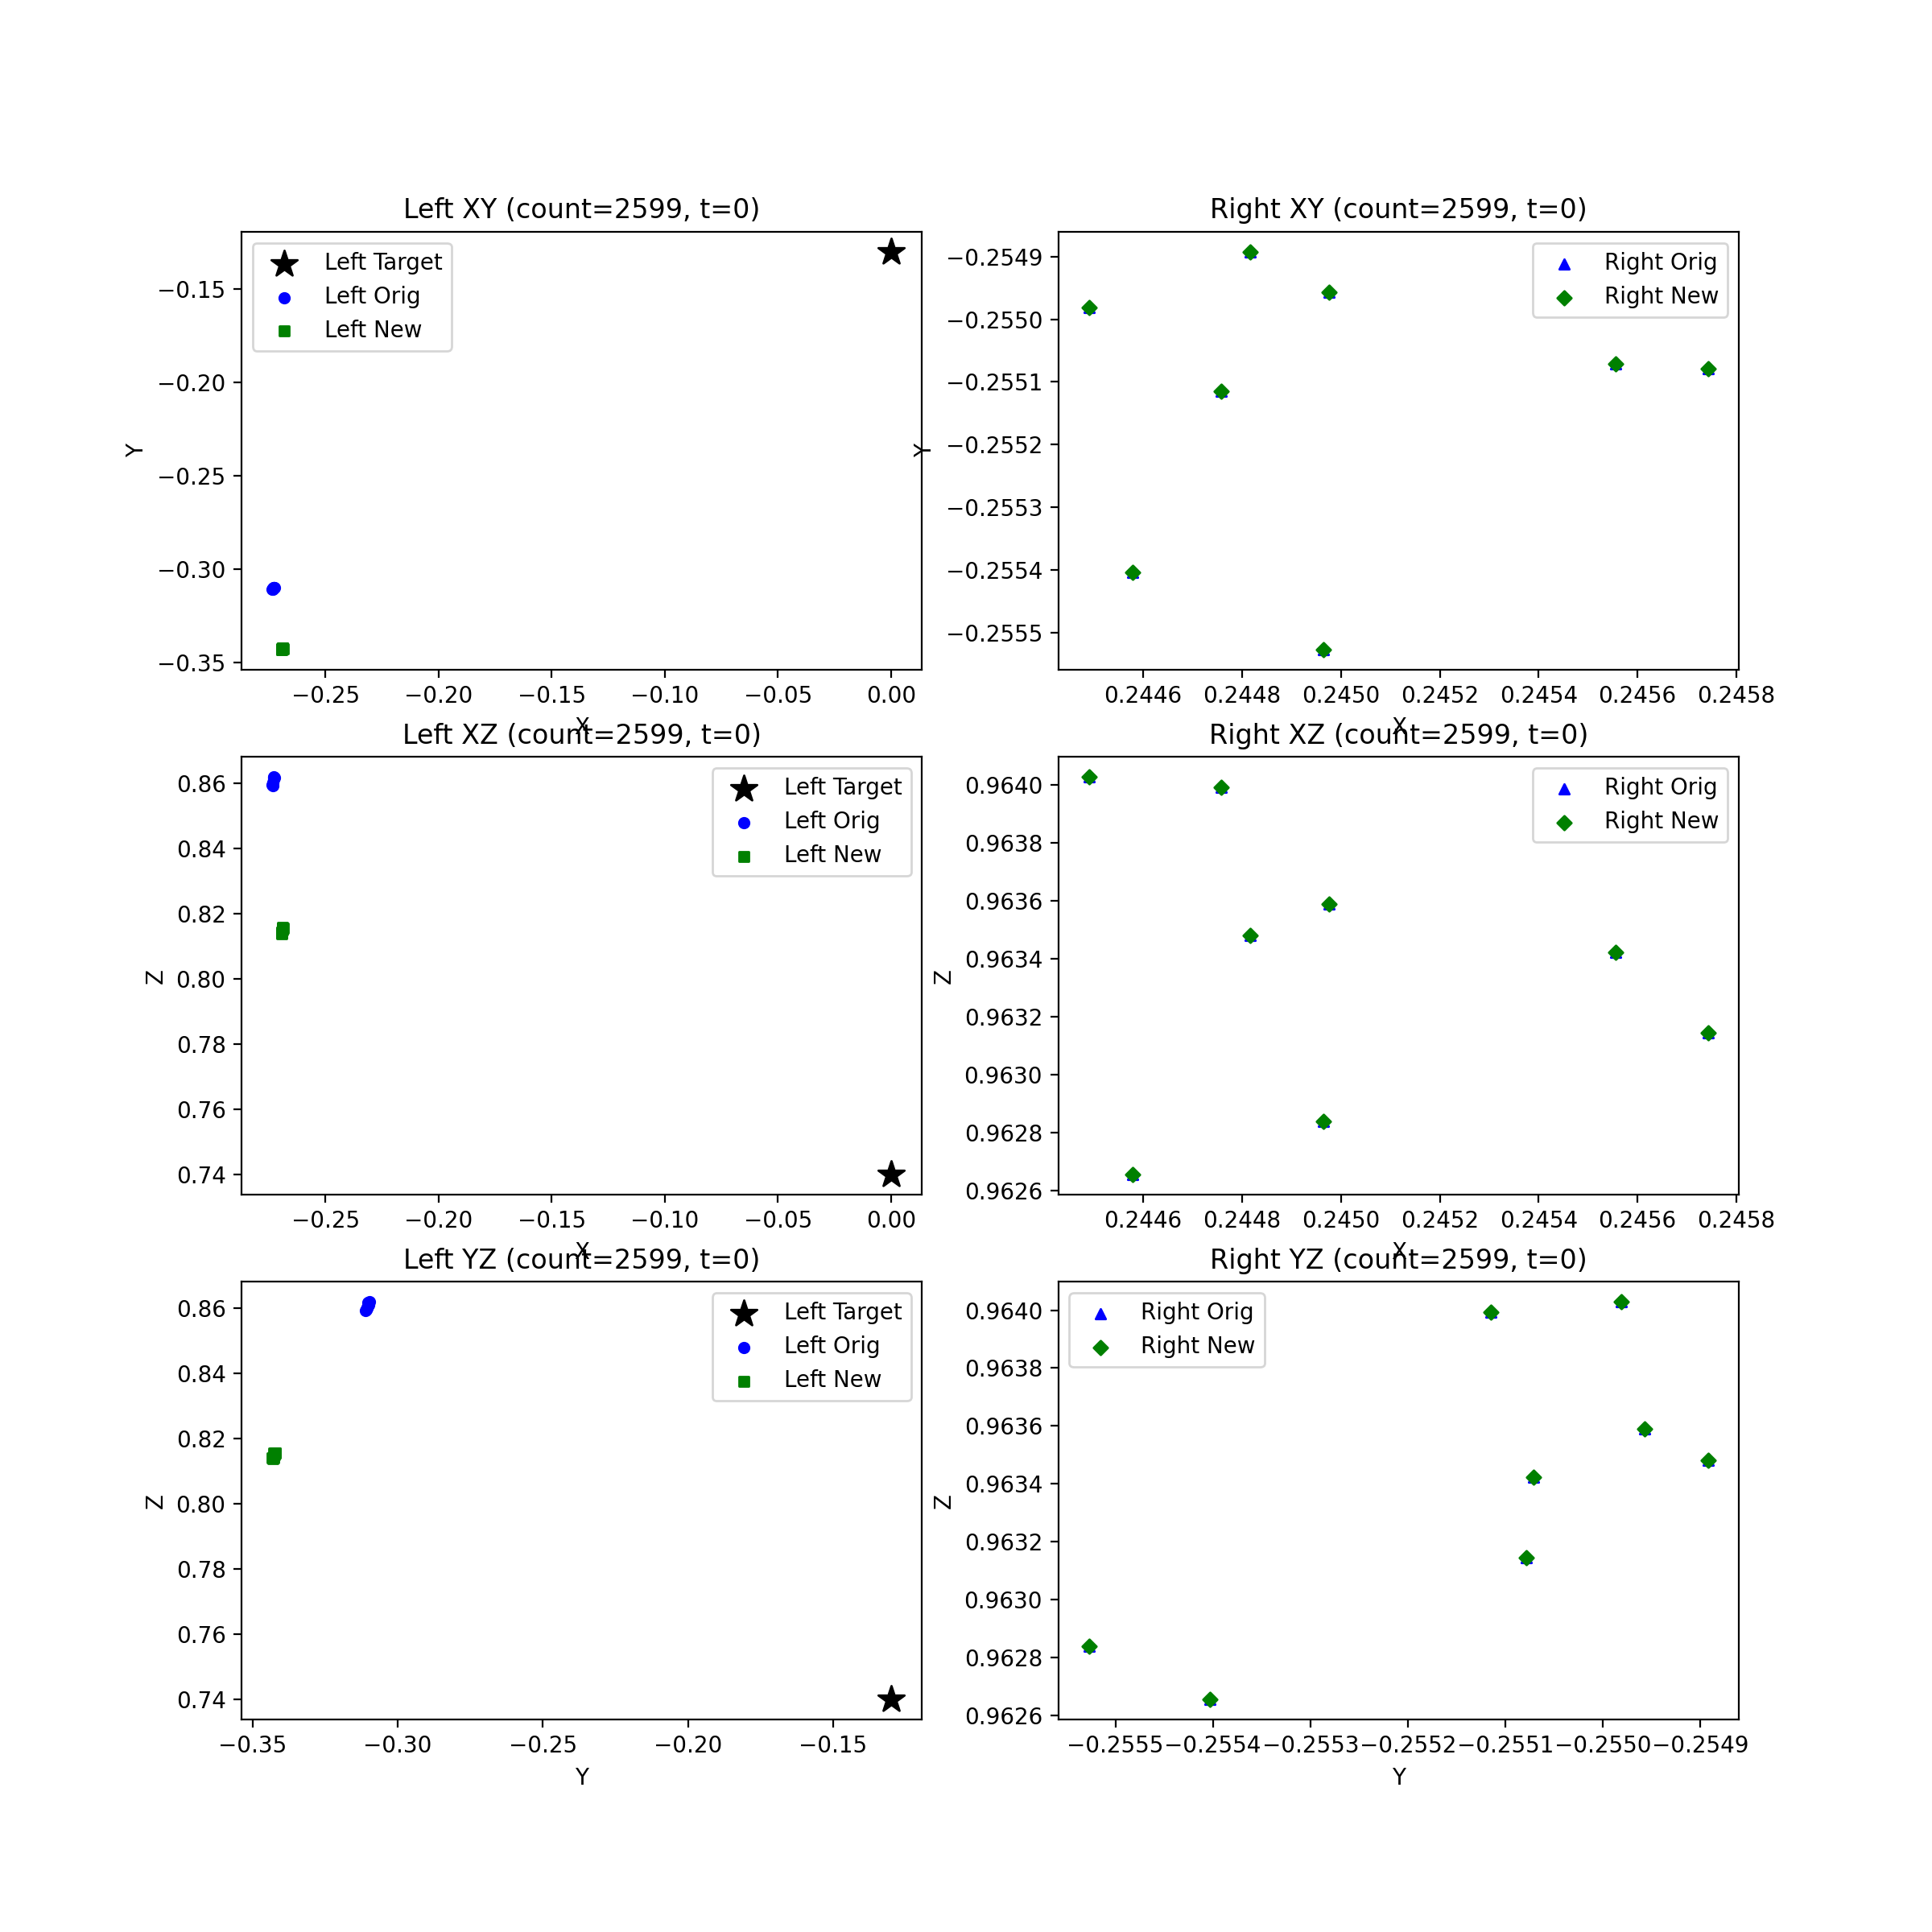 Left XY (count=2599, t=0)
Left Target
Left Orig
Left New
−0.15
−0.20
−0.25
−0.30
−0.35
Y
−0.25
−0.20
−0.15
−0.10
−0.05
0.00
X
Right XY (count=2599, t=0)
Right Orig
Right New
−0.2549
−0.2550
−0.2551
−0.2552
−0.2553
−0.2554
−0.2555
Y
0.2446
0.2448
0.2450
0.2452
0.2454
0.2456
0.2458
X
Left XZ (count=2599, t=0)
Left Target
Left Orig
Left New
0.86
0.84
0.82
0.80
0.78
0.76
0.74
Z
−0.25
−0.20
−0.15
−0.10
−0.05
0.00
X
Right XZ (count=2599, t=0)
Right Orig
Right New
0.9640
0.9638
0.9636
0.9634
0.9632
0.9630
0.9628
0.9626
Z
0.2446
0.2448
0.2450
0.2452
0.2454
0.2456
0.2458
X
Left YZ (count=2599, t=0)
Left Target
Left Orig
Left New
0.86
0.84
0.82
0.80
0.78
0.76
0.74
Z
−0.35
−0.30
−0.25
−0.20
−0.15
Y
Right YZ (count=2599, t=0)
Right Orig
Right New
0.9640
0.9638
0.9636
0.9634
0.9632
0.9630
0.9628
0.9626
Z
−0.2555
−0.2554
−0.2553
−0.2552
−0.2551
−0.2550
−0.2549
Y